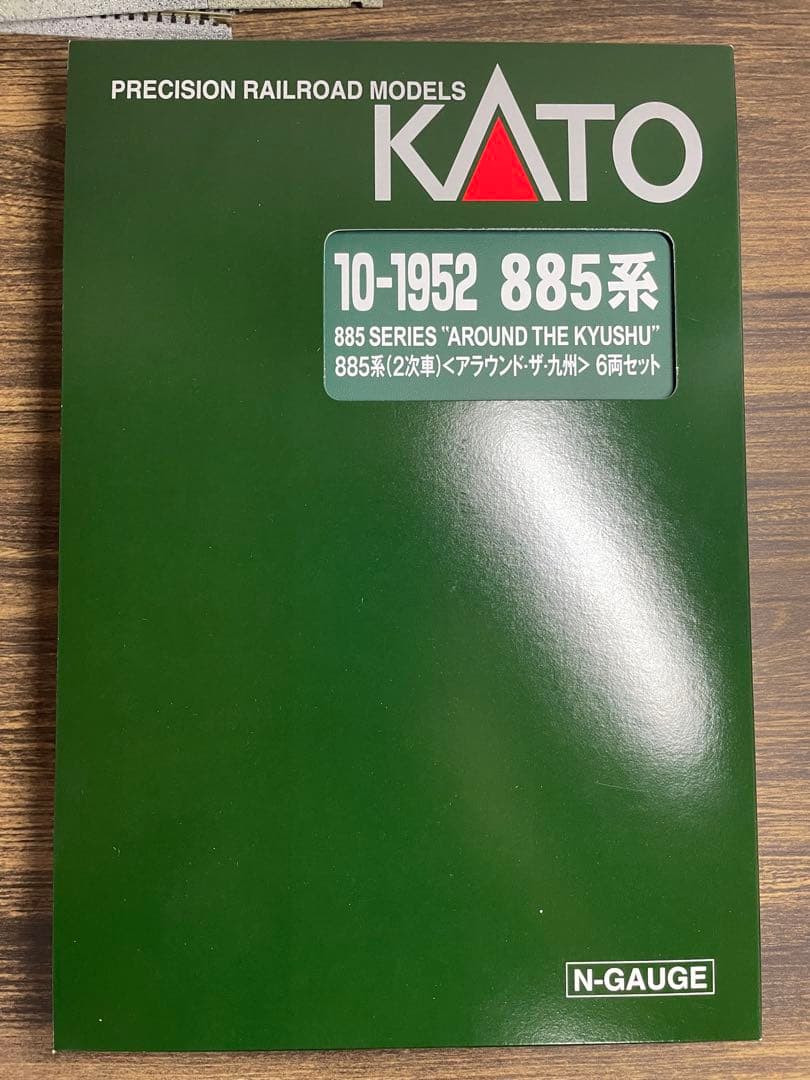 PRECISION RAILROAD MODELS
KATO
10-1952 885系
885 SERIES "AROUND THE KYUSHU"
885系(2次車)<アラウンド・ザ・九州> 6両セット
N-GAUGE